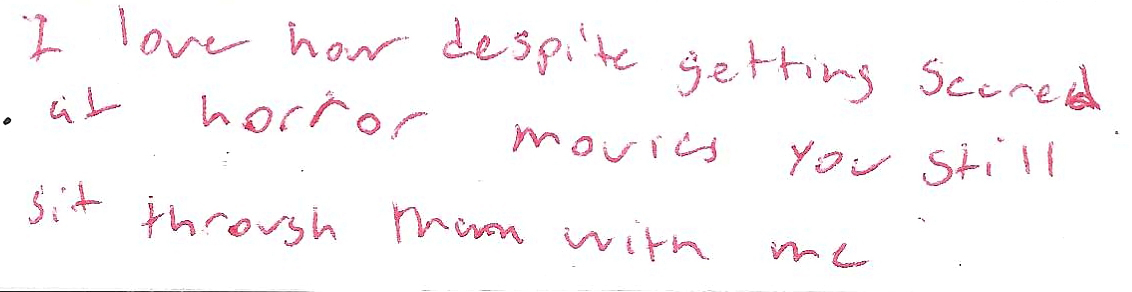 I love how despite getting scared
at horror movies you still
sit through them with me